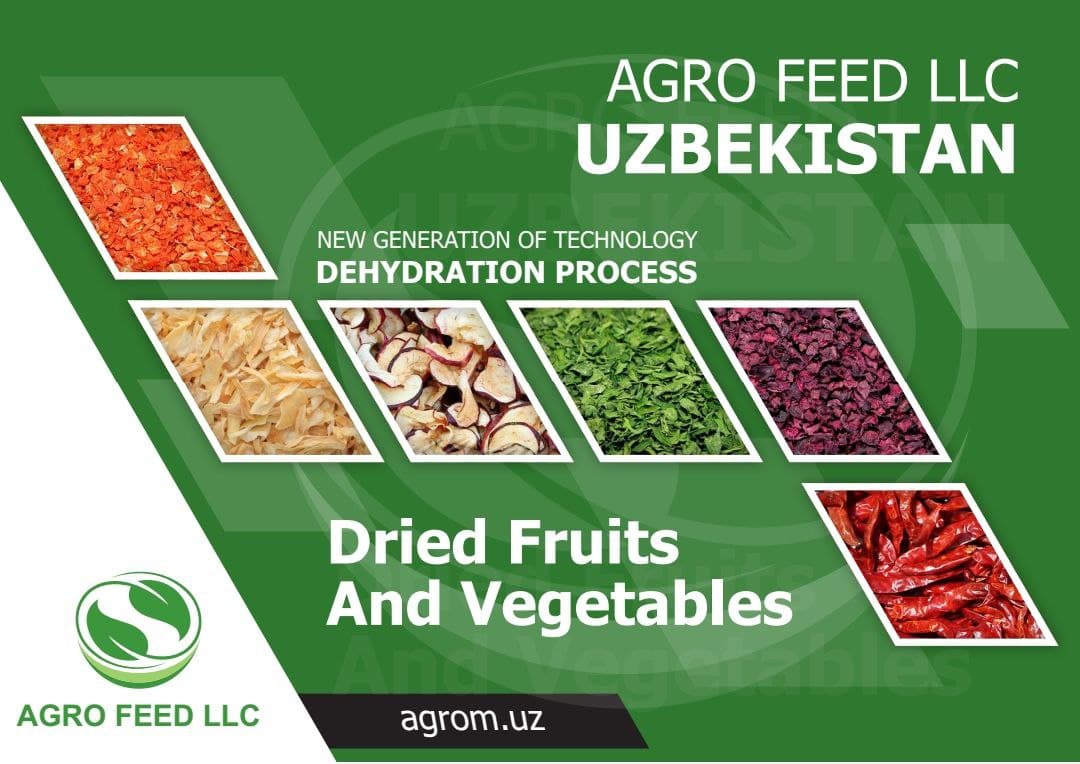 AGRO FEED LLC
UZBEKISTAN
NEW GENERATION OF TECHNOLOGY
DEHYDRATION PROCESS
Dried Fruits
And Vegetables
AGRO FEED LLC
agrom.uz